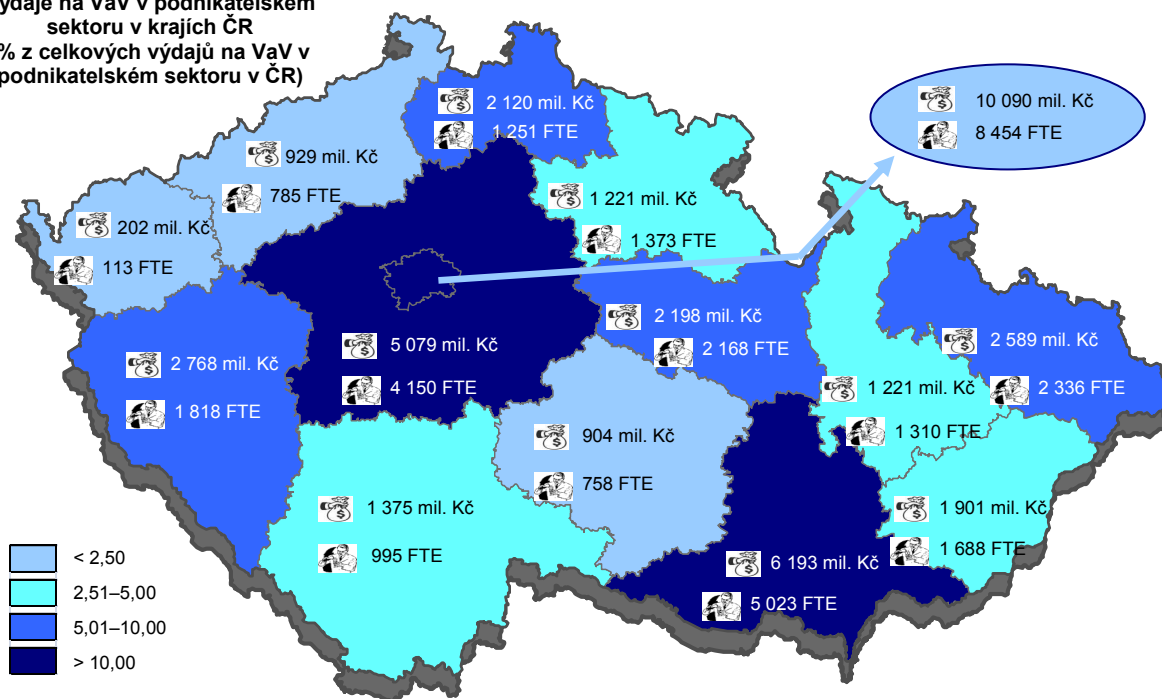 výdaje na VaV v podnikatelském
sektoru v krajích ČR
% z celkových výdajů na VaV v
podnikatelském sektoru v ČR)
10 090 mil. Kč
8 454 FTE
2 120 mil. Kč
1 251 FTE
929 mil. Kč
785 FTE
1 221 mil. Kč
1 373 FTE
202 mil. Kč
113 FTE
2 198 mil. Kč
2 168 FTE
2 589 mil. Kč
2 336 FTE
5 079 mil. Kč
4 150 FTE
2 768 mil. Kč
1 818 FTE
1 221 mil. Kč
1 310 FTE
904 mil. Kč
758 FTE
1 375 mil. Kč
995 FTE
1 901 mil. Kč
1 688 FTE
6 193 mil. Kč
5 023 FTE
< 2,50
2,51–5,00
5,01–10,00
> 10,00